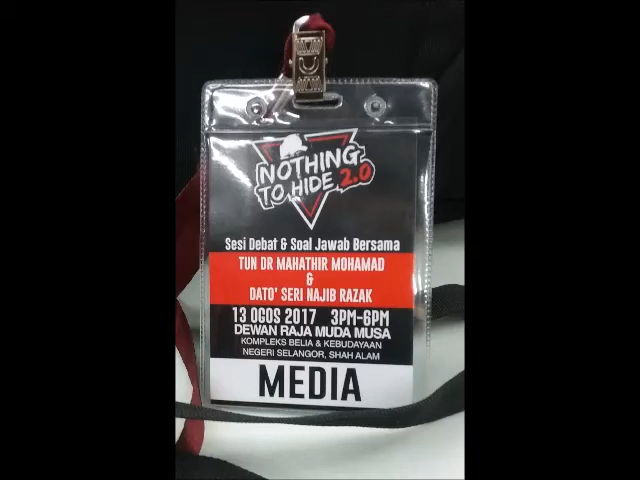 NOTHING
TO HIDE 2.0
Sesi Debat & Soal Jawab Bersama
TUN DR MAHATHIR MOHAMAD
&
DATO' SERI NAJIB RAZAK
13 OGOS 2017 3PM-6PM
DEWAN RAJA MUDA MUSA
KOMPLEKS BELIA & KEBUDAYAAN
NEGERI SELANGOR, SHAH ALAM
MEDIA